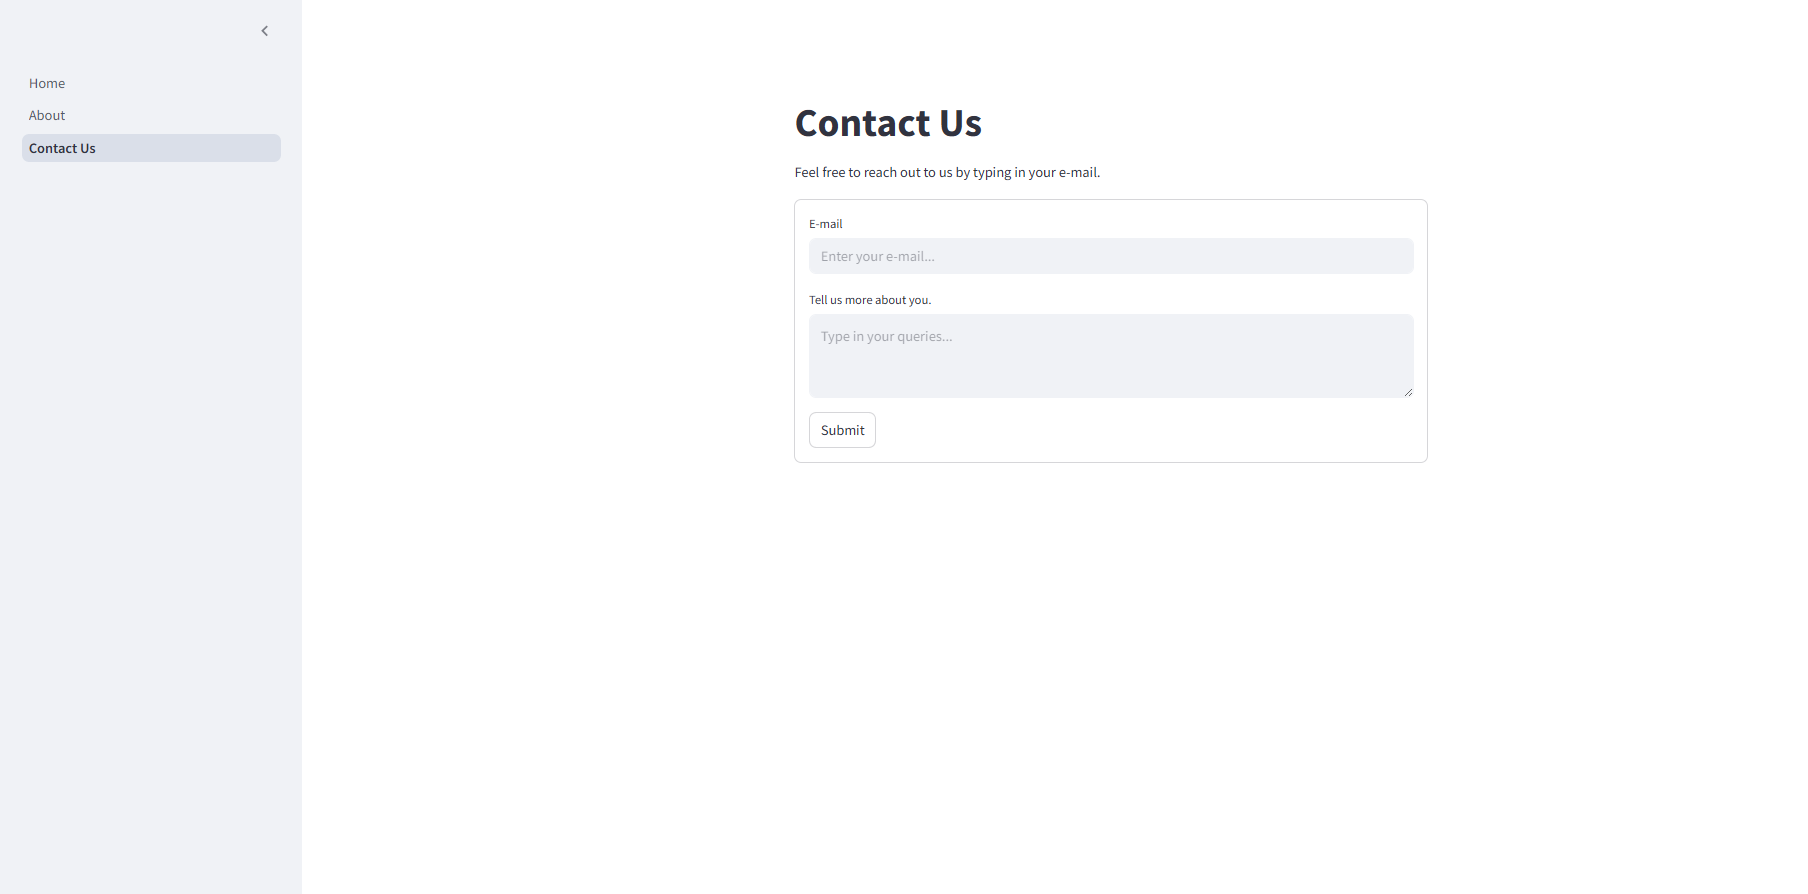 Home
About
Contact Us
Contact Us
Feel free to reach out to us by typing in your e-mail.
E-mail
Enter your e-mail...
Tell us more about you.
Type in your queries...
Submit